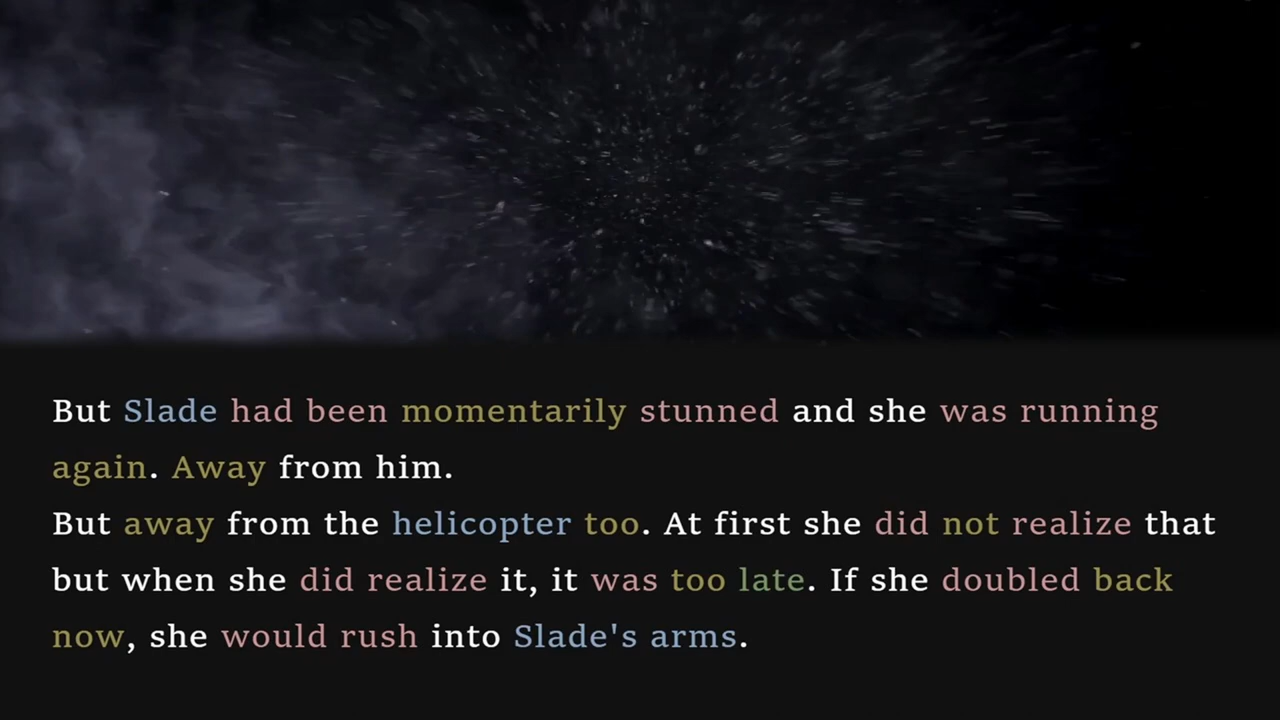 But Slade had been momentarily stunned and she was running
again. Away from him.
But away from the helicopter too. At first she did not realize that
but when she did realize it, it was too late. If she doubled back
now, she would rush into Slade's arms.